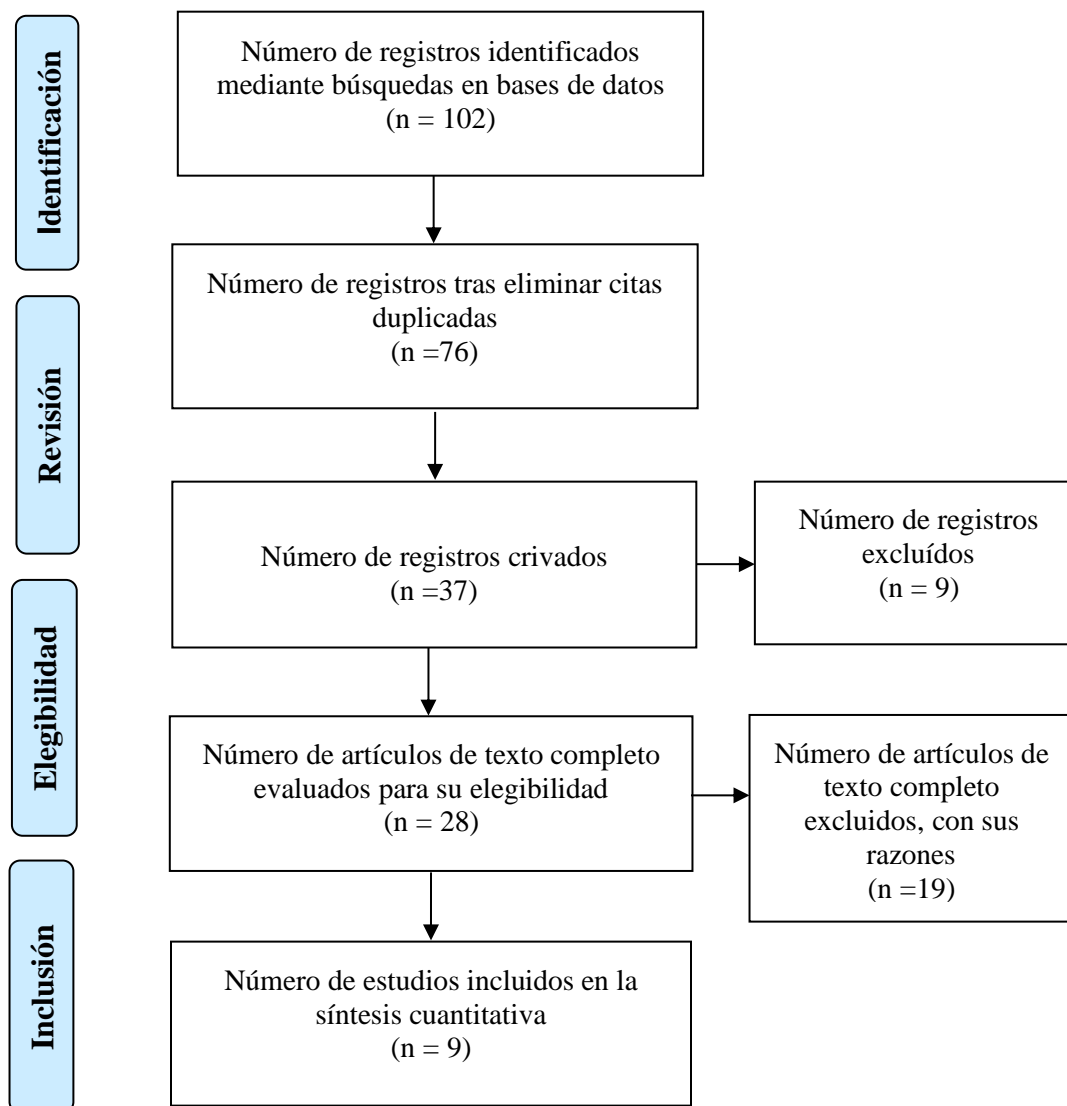 Identificación
Número de registros identificados
mediante búsquedas en bases de datos
(n = 102)
Número de registros tras eliminar citas
duplicadas
(n =76)
Revisión
Número de registros crivados
(n =37)
Número de registros
excluídos
(n = 9)
Elegibilidad
Número de artículos de texto completo
evaluados para su elegibilidad
(n = 28)
Número de artículos de
texto completo
excluidos, con sus
razones
(n =19)
Inclusión
Número de estudios incluidos en la
síntesis cuantitativa
(n = 9)